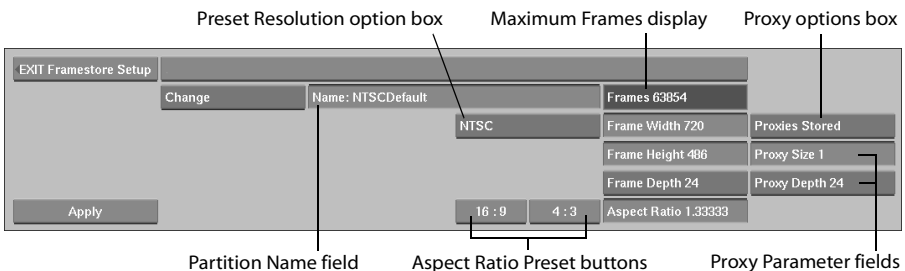 Preset Resolution option box
Maximum Frames display
Proxy options box
EXIT Framestore Setup
Change
Name: NTSCDefault
Frames 63854
NTSC
Frame Width 720
Proxies Stored
Frame Height 486
Proxy Size 1
Frame Depth 24
Proxy Depth 24
Apply
16 : 9
4 : 3
Aspect Ratio 1.33333
Partition Name field
Aspect Ratio Preset buttons
Proxy Parameter fields